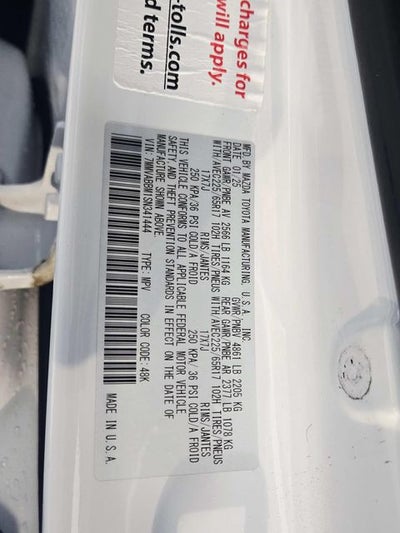 charges for
will apply.
-tolls.com
d terms.
MFD BY MAZDA TOYOTA MANUFACTURING, U.S.A., INC.
DATE 01/25 GVWR/PNBV 4861 LB 2205 KG
FRONT GAWR/PNBE AV 2566 LB 1164 KG REAR GAWR/PNBE AR 2377 LB 1078 KG
WITH/AVEC225/65R17 102H TIRES/PNEUS WITH/AVEC225/65R17 102H TIRES/PNEUS
17X7J RIMS/JANTES 17X7J RIMS/JANTES
250 KPA/36 PSI COLD/A FROID 250 KPA/36 PSI COLD/A FROID
THIS VEHICLE CONFORMS TO ALL APPLICABLE FEDERAL MOTOR VEHICLE
SAFETY, AND THEFT PREVENTION STANDARDS IN EFFECT ON THE DATE OF
MANUFACTURE SHOWN ABOVE.
VIN: 7MMVABBM1SN341444 TYPE: MPV COLOR CODE: 48K
MADE IN U.S.A.